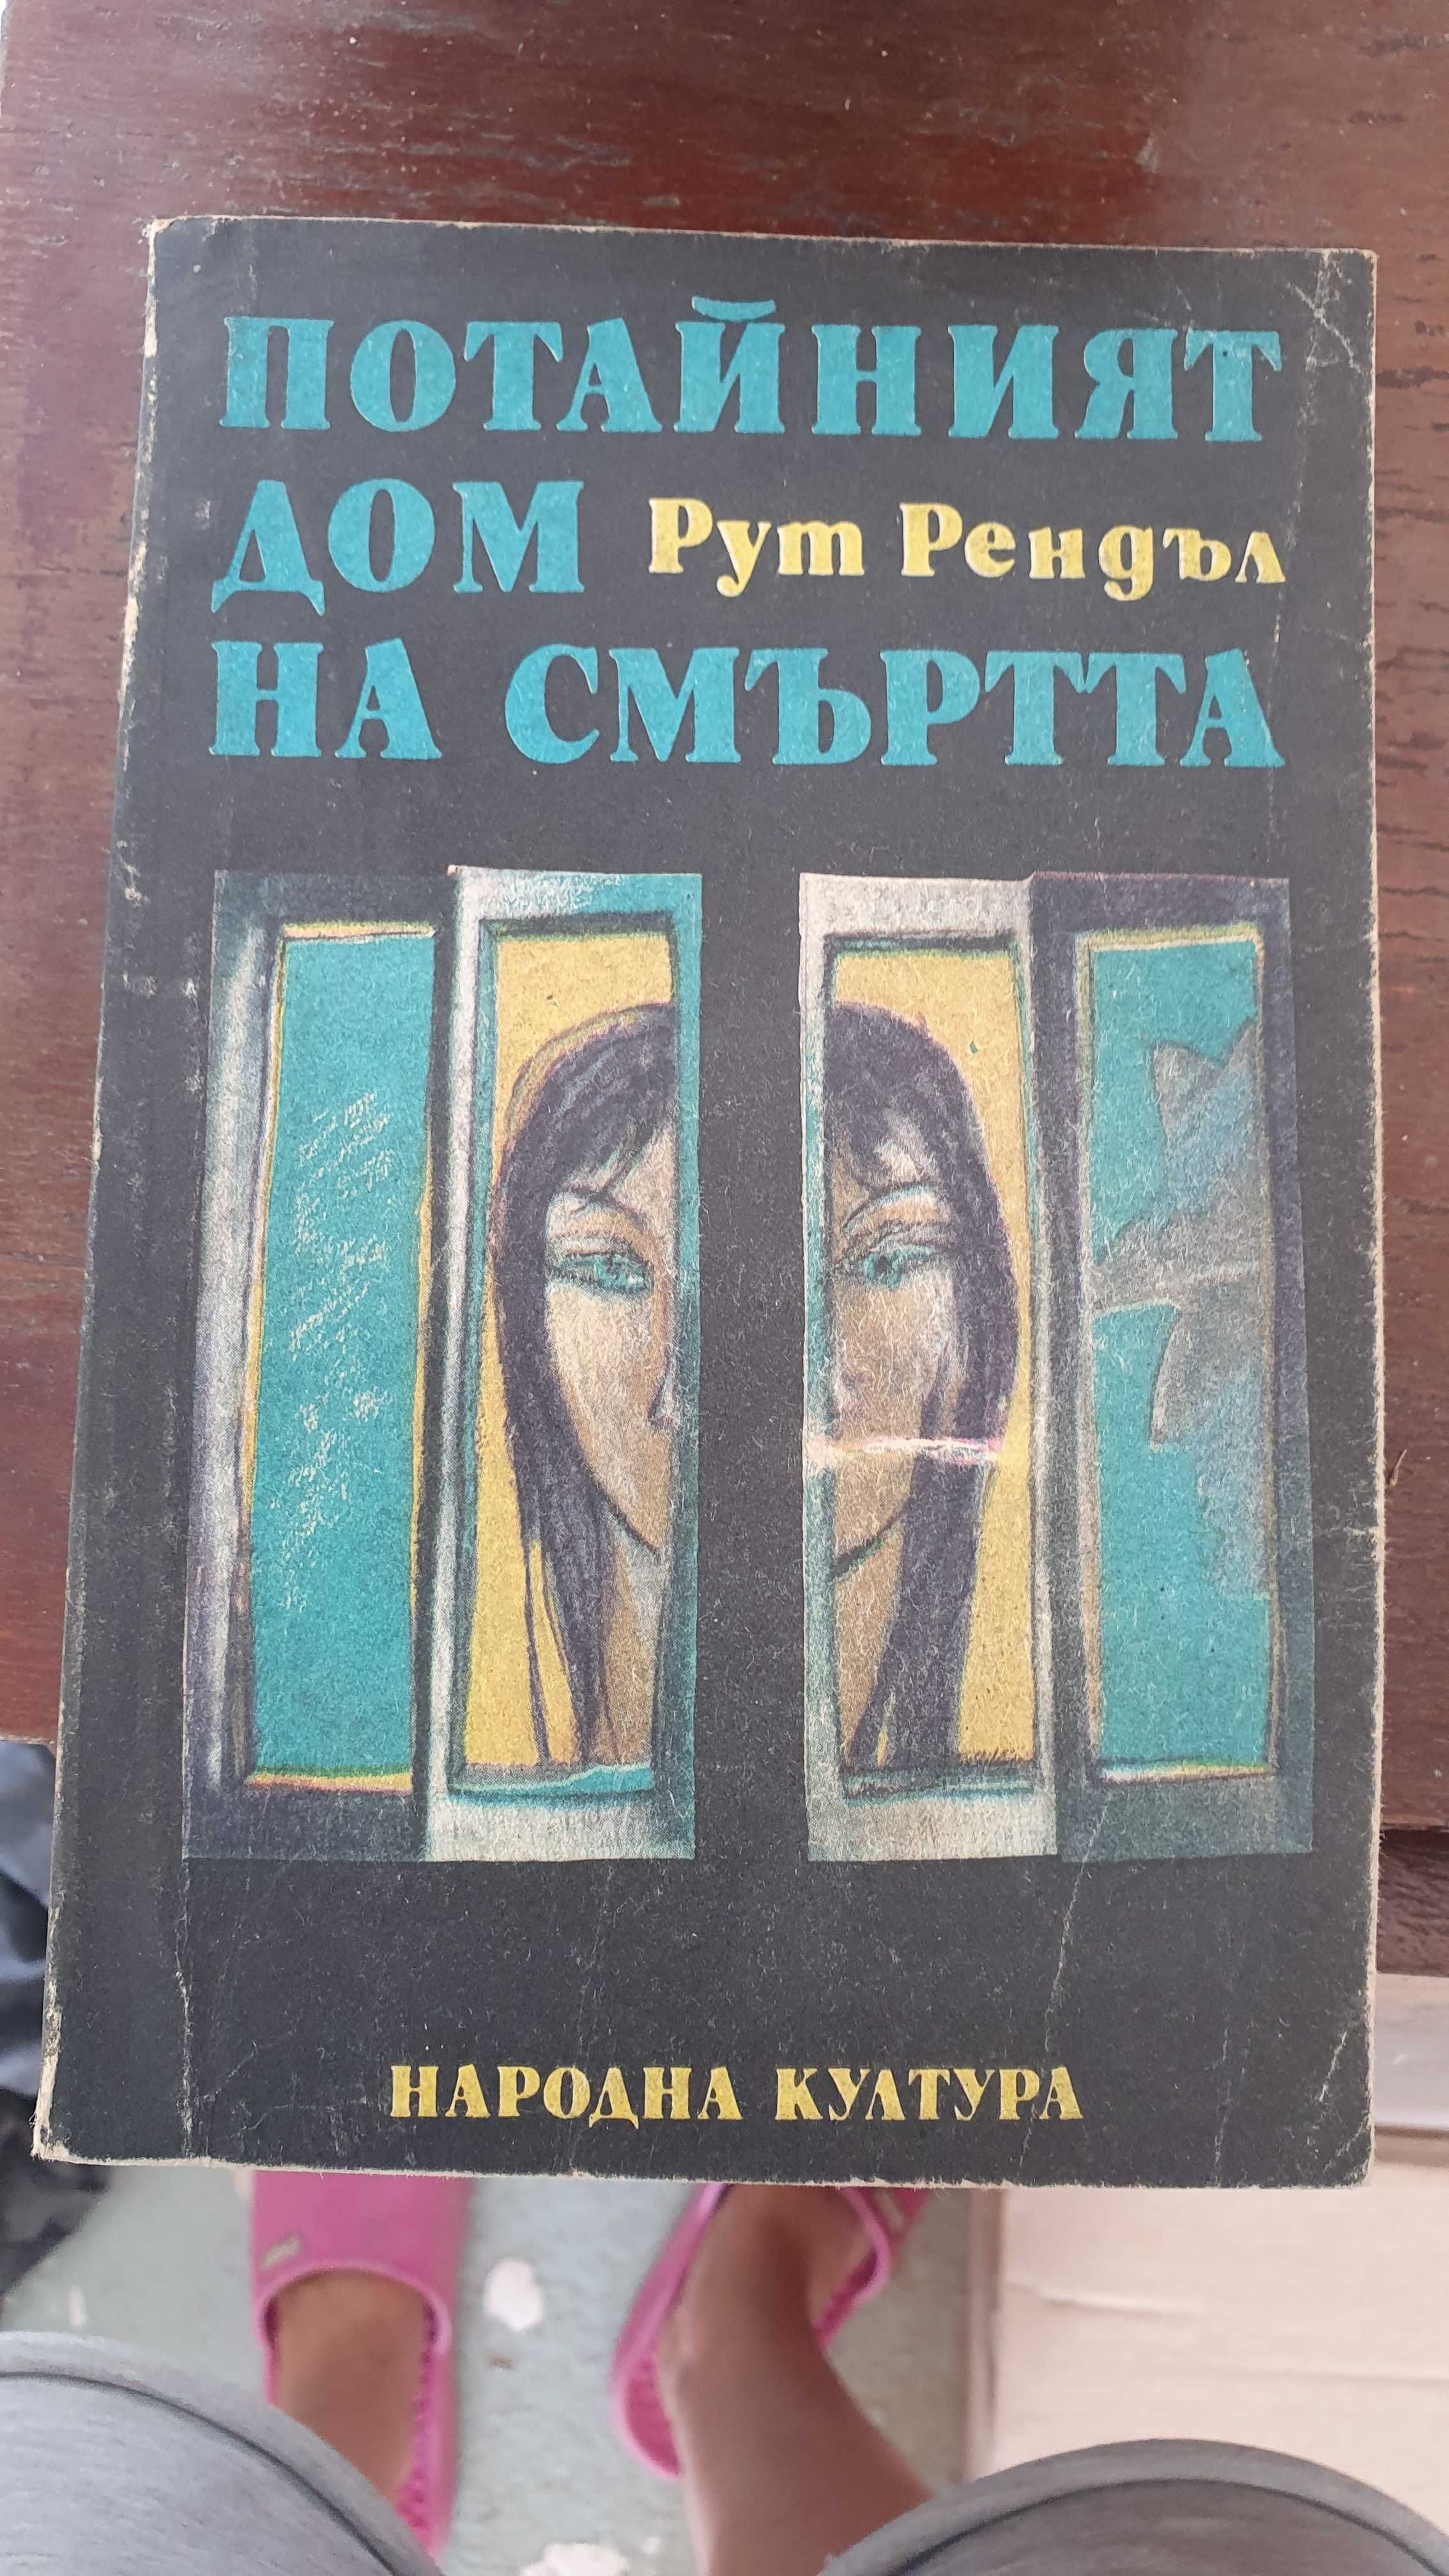 ПОТАЙНИЯТ
ДОМ Рут Рендъл
НА СМЪРТТА
НАРОДНА КУЛТУРА